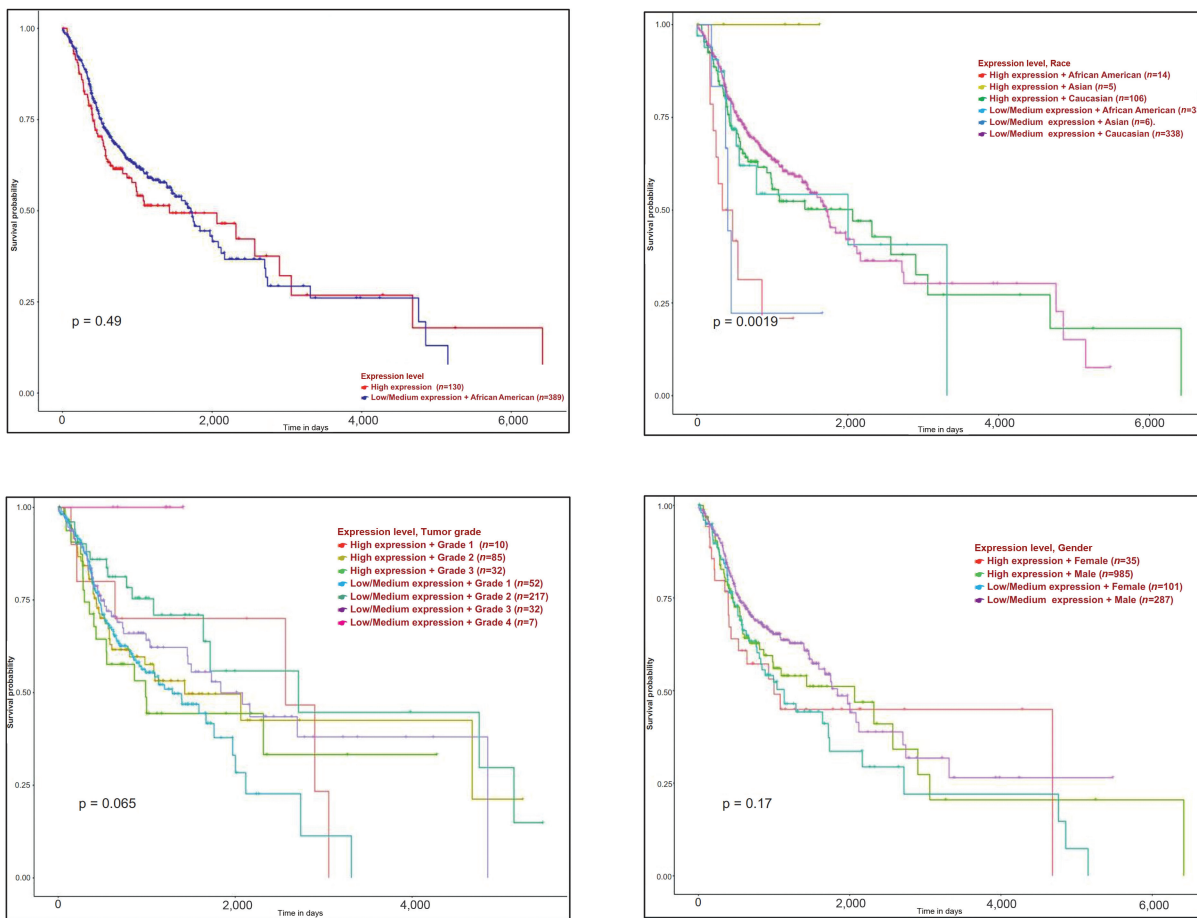 1.00
0.75
0.50
0.25
0.00
Survival probability
p = 0.49
Expression level
High expression (n=130)
Low/Medium expression + African American (n=389)
0
2,000
4,000
6,000
Time in days
1.00
0.75
0.50
0.25
0.00
Survival probability
p = 0.0019
Expression level, Race
High expression + African American (n=14)
High expression + Asian (n=5)
High expression + Caucasian (n=106)
Low/Medium expression + African American (n=3
Low/Medium expression + Asian (n=6).
Low/Medium expression + Caucasian (n=338)
0
2,000
4,000
6,000
Time in days
1.00
0.75
0.50
0.25
0.00
Survival probability
p = 0.065
Expression level, Tumor grade
High expression + Grade 1 (n=10)
High expression + Grade 2 (n=85)
High expression + Grade 3 (n=32)
Low/Medium expression + Grade 1 (n=52)
Low/Medium expression + Grade 2 (n=217)
Low/Medium expression + Grade 3 (n=32)
Low/Medium expression + Grade 4 (n=7)
0
2,000
4,000
Time in days
1.00
0.75
0.50
0.25
0.00
Survival probability
p = 0.17
Expression level, Gender
High expression + Female (n=35)
High expression + Male (n=985)
Low/Medium expression + Female (n=101)
Low/Medium expression + Male (n=287)
0
2,000
4,000
6,000
Time in days